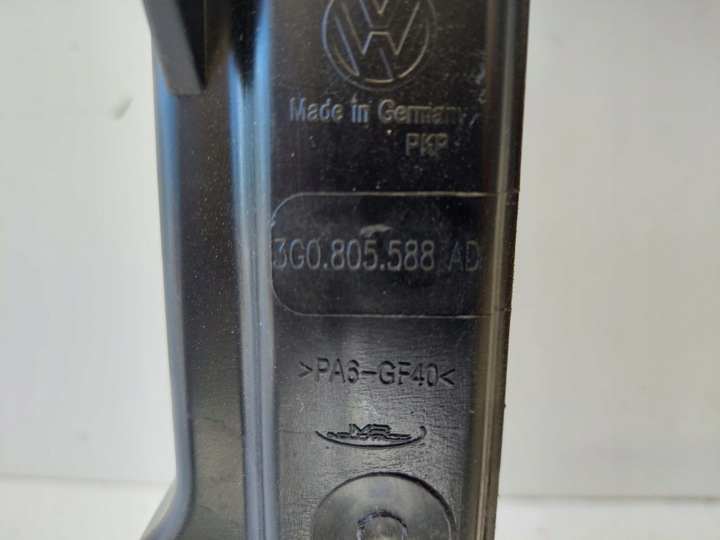 Made in Germany
PKP
3G0.805.588 AD
>PA6-GF40<